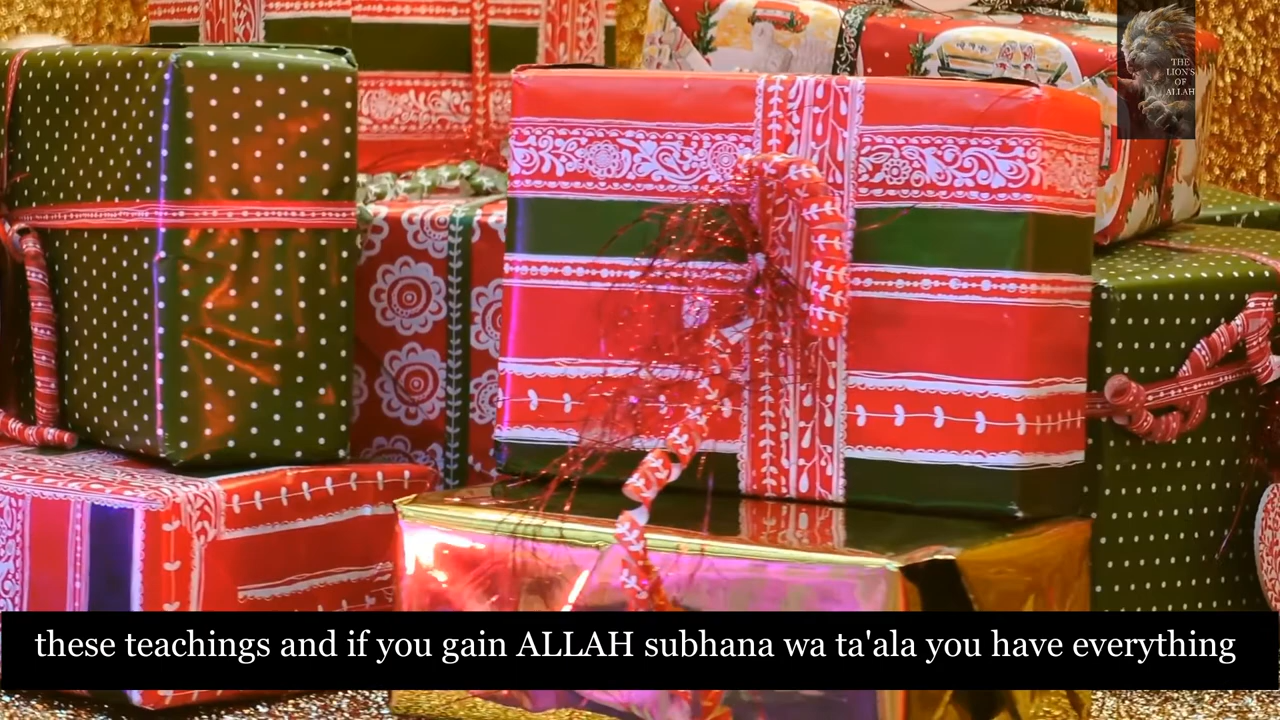 THE
LION'S
OF
ALLAH
these teachings and if you gain ALLAH subhana wa ta'ala you have everything